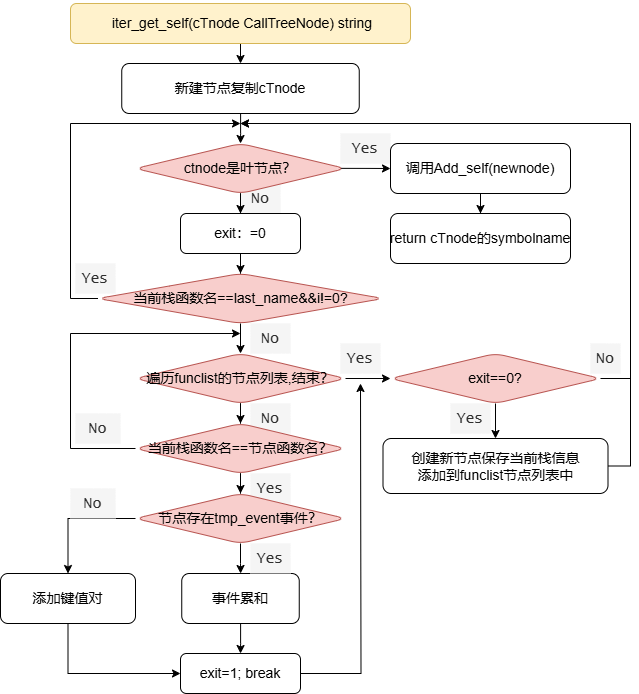 iter_get_self(cTnode CallTreeNode) string
新建节点复制cTnode
ctnode是叶节点?
Yes
调用Add_self(newnode)
No
return cTnode的symbolname
exit：=0
Yes
当前栈函数名==last_name&&i!=0?
No
遍历funclist的节点列表,结束?
Yes
exit==0?
No
No
Yes
No
当前栈函数名==节点函数名?
创建新节点保存当前栈信息
添加到funclist节点列表中
Yes
No
节点存在tmp_event事件?
Yes
添加键值对
事件累和
exit=1; break